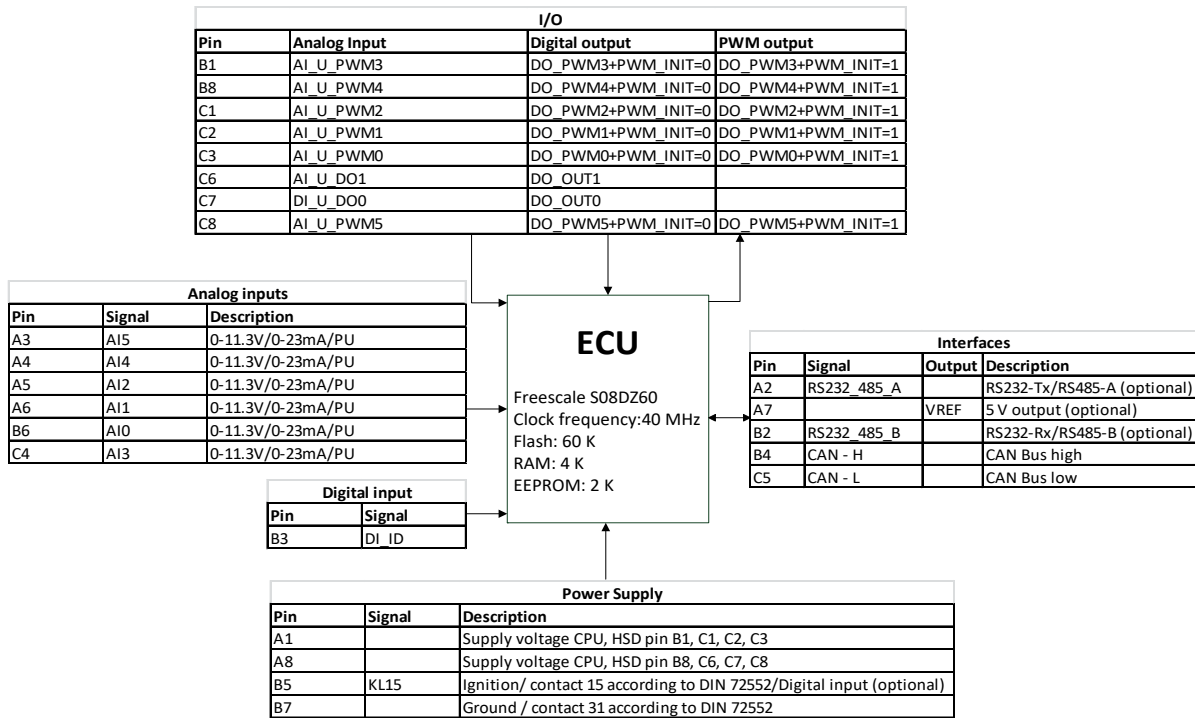 I/O
Pin Analog Input Digital output PWM output
B1 AI_U_PWM3 DO_PWM3+PWM_INIT=0 DO_PWM3+PWM_INIT=1
B8 AI_U_PWM4 DO_PWM4+PWM_INIT=0 DO_PWM4+PWM_INIT=1
C1 AI_U_PWM2 DO_PWM2+PWM_INIT=0 DO_PWM2+PWM_INIT=1
C2 AI_U_PWM1 DO_PWM1+PWM_INIT=0 DO_PWM1+PWM_INIT=1
C3 AI_U_PWM0 DO_PWM0+PWM_INIT=0 DO_PWM0+PWM_INIT=1
C6 AI_U_DO1 DO_OUT1
C7 DI_U_DO0 DO_OUT0
C8 AI_U_PWM5 DO_PWM5+PWM_INIT=0 DO_PWM5+PWM_INIT=1
Analog inputs
Pin Signal Description
A3 AI5 0-11.3V/0-23mA/PU
A4 AI4 0-11.3V/0-23mA/PU
A5 AI2 0-11.3V/0-23mA/PU
A6 AI1 0-11.3V/0-23mA/PU
B6 AI0 0-11.3V/0-23mA/PU
C4 AI3 0-11.3V/0-23mA/PU
ECU
Freescale S08DZ60
Clock frequency:40 MHz
Flash: 60 K
RAM: 4 K
EEPROM: 2 K
Interfaces
Pin Signal Output Description
A2 RS232_485_A RS232-Tx/RS485-A (optional)
A7 VREF 5 V output (optional)
B2 RS232_485_B RS232-Rx/RS485-B (optional)
B4 CAN - H CAN Bus high
C5 CAN - L CAN Bus low
Digital input
Pin Signal
B3 DI_ID
Power Supply
Pin Signal Description
A1 Supply voltage CPU, HSD pin B1, C1, C2, C3
A8 Supply voltage CPU, HSD pin B8, C6, C7, C8
B5 KL15 Ignition/ contact 15 according to DIN 72552/Digital input (optional)
B7 Ground / contact 31 according to DIN 72552